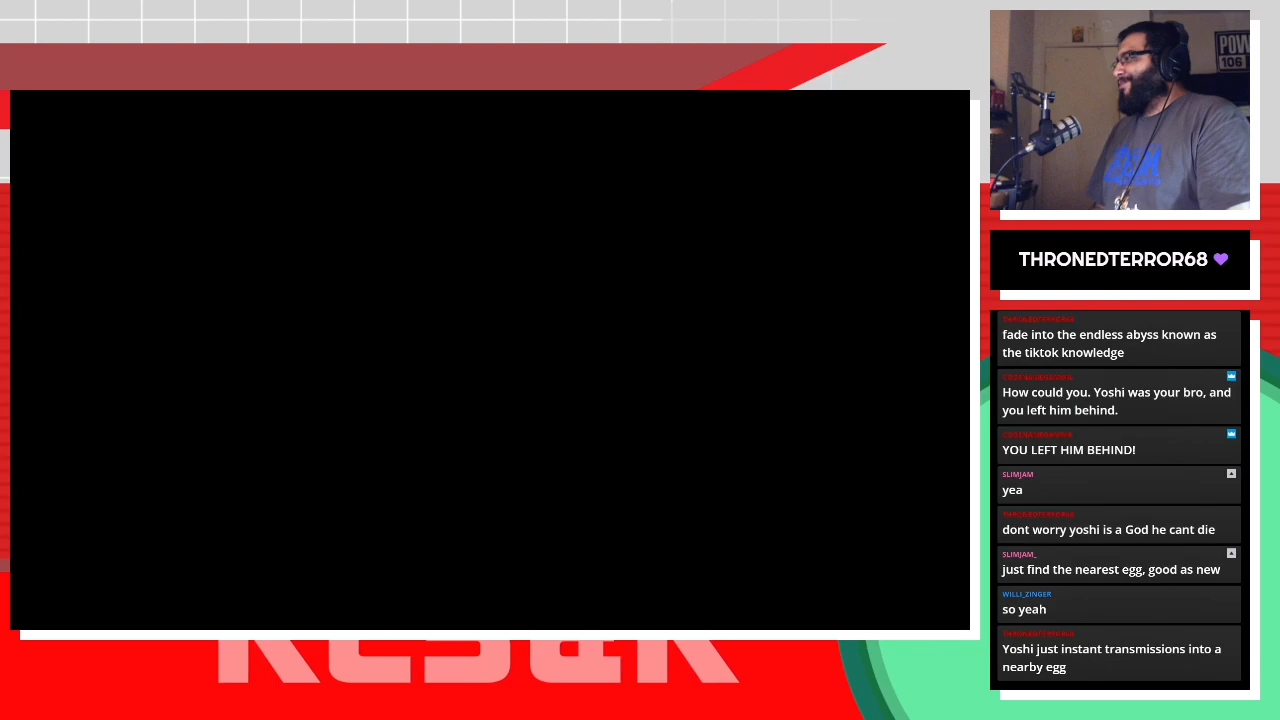 POW
106
THRONEDTERROR68 💜
fade into the endless abyss known as
the tiktok knowledge
How could you. Yoshi was your bro, and
you left him behind.
YOU LEFT HIM BEHIND!
SLIMJAM
yea
dont worry yoshi is a God he cant die
SLIMJAM_
just find the nearest egg, good as new
WILLI_ZINGER
so yeah
Yoshi just instant transmissions into a
nearby egg